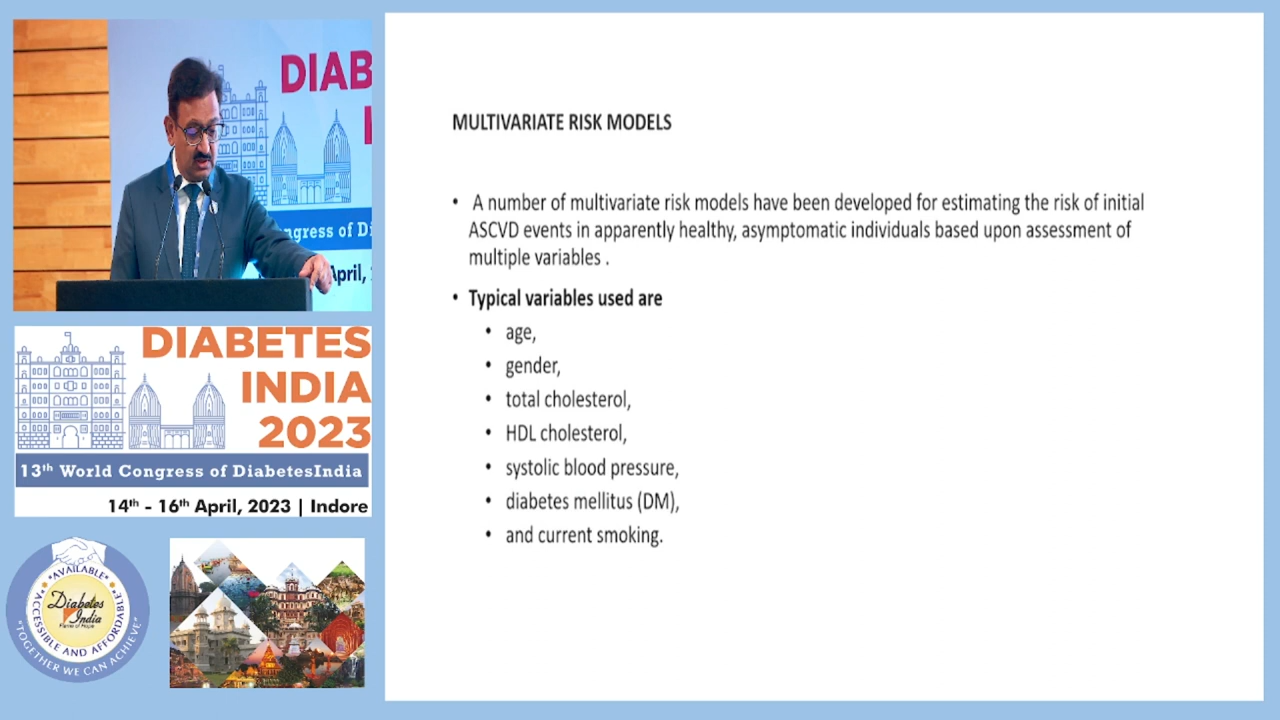 DIAB
ngress of Di
April,
DIABETES
INDIA
2023
13th World Congress of DiabetesIndia
14th - 16th April, 2023 | Indore
"AVAILABLE"
"ACCESSIBLE AND AFFORDABLE"
Diabetes
India
"TOGETHER WE CAN ACHIEVE"
MULTIVARIATE RISK MODELS
• A number of multivariate risk models have been developed for estimating the risk of initial
ASCVD events in apparently healthy, asymptomatic individuals based upon assessment of
multiple variables .
• Typical variables used are
• age,
• gender,
• total cholesterol,
• HDL cholesterol,
• systolic blood pressure,
• diabetes mellitus (DM),
• and current smoking.